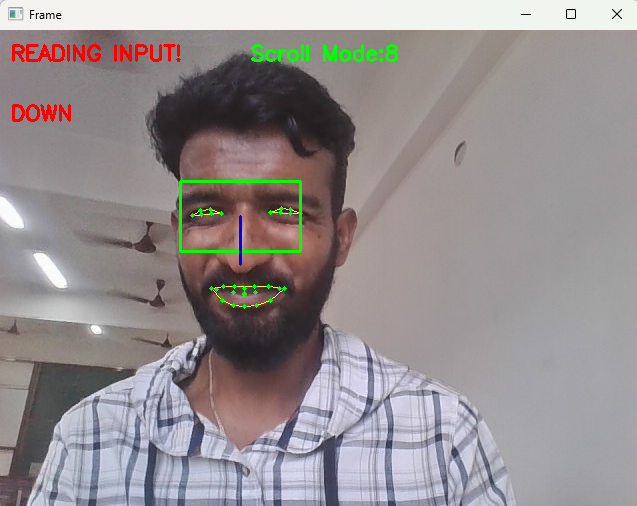 Frame
READING INPUT!
Scroll Mode:8
DOWN